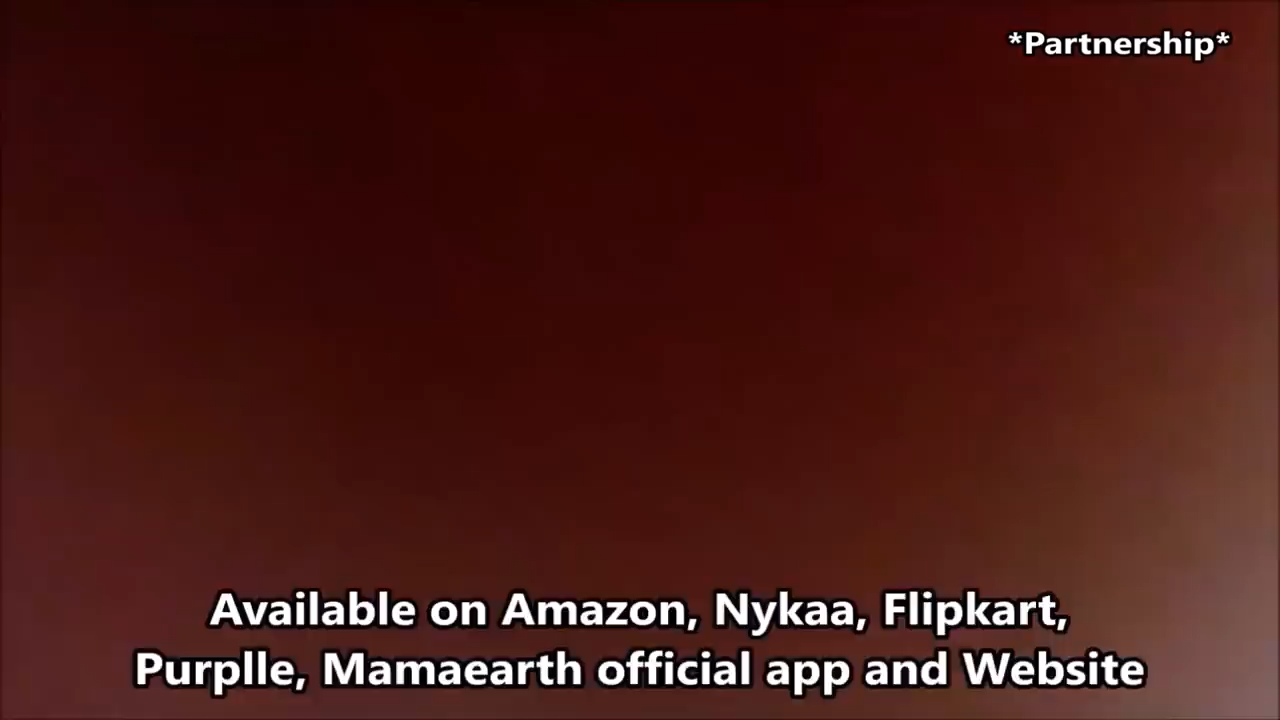 *Partnership*
Available on Amazon, Nykaa, Flipkart,
Purplle, Mamaearth official app and Website